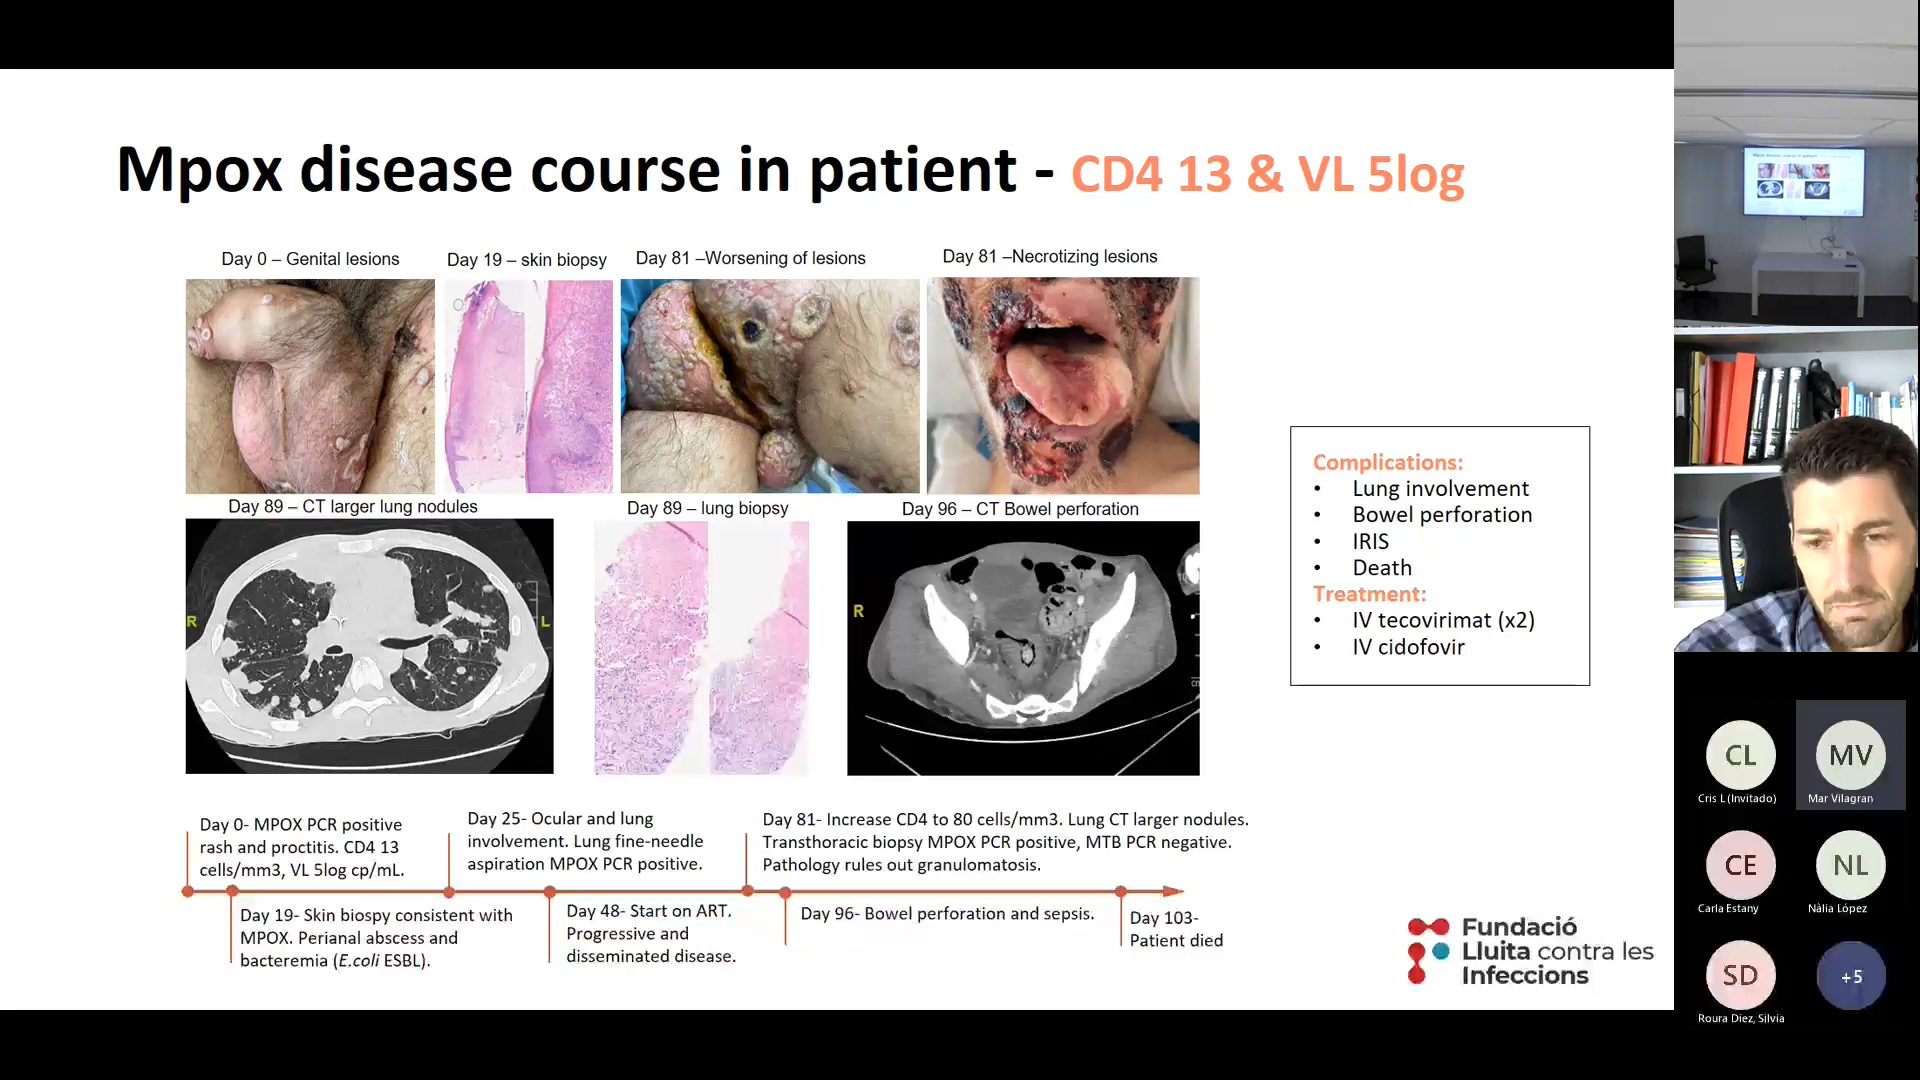 Mpox disease course in patient - CD4 13 & VL 5log
Day 0 – Genital lesions
Day 19 – skin biopsy
Day 81 –Worsening of lesions
Day 81 –Necrotizing lesions
Day 89 – CT larger lung nodules
Day 89 – lung biopsy
Day 96 – CT Bowel perforation
R
L
R
Complications:
• Lung involvement
• Bowel perforation
• IRIS
• Death
Treatment:
• IV tecovirimat (x2)
• IV cidofovir
Day 0- MPOX PCR positive
rash and proctitis. CD4 13
cells/mm3, VL 5log cp/mL.
Day 19- Skin biospy consistent with
MPOX. Perianal abscess and
bacteremia (E.coli ESBL).
Day 25- Ocular and lung
involvement. Lung fine-needle
aspiration MPOX PCR positive.
Day 48- Start on ART.
Progressive and
disseminated disease.
Day 81- Increase CD4 to 80 cells/mm3. Lung CT larger nodules.
Transthoracic biopsy MPOX PCR positive, MTB PCR negative.
Pathology rules out granulomatosis.
Day 96- Bowel perforation and sepsis.
Day 103-
Patient died
Fundació
Lluita contra les
Infeccions
CL
Cris L (Invitado)
MV
Mar Vilagran
CE
Carla Estany
NL
Nàlia López
SD
Roura Diez, Silvia
+5